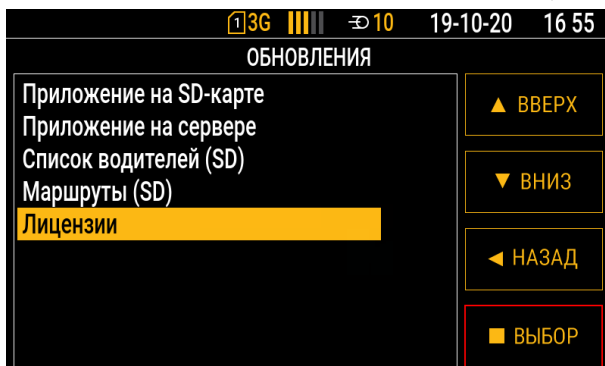 1 3G 10 19-10-20 16 55
ОБНОВЛЕНИЯ
Приложение на SD-карте
Приложение на сервере
Список водителей (SD)
Маршруты (SD)
Лицензии
▲ ВВЕРХ
▼ ВНИЗ
◀ НАЗАД
■ ВЫБОР